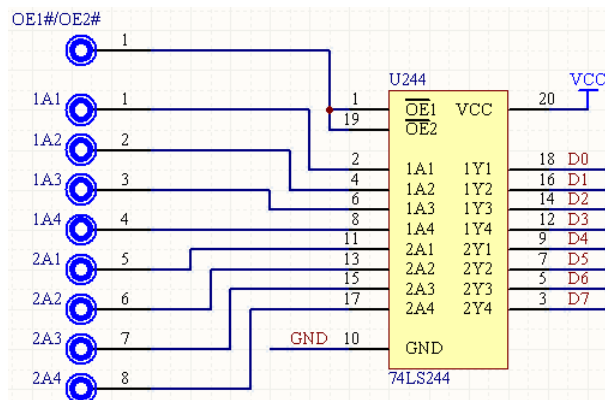 OE1#/OE2#
1
U244
VCC
1A1 1 1 OE1 VCC 20
19 OE2
1A2 2 2 1A1 1Y1 18 D0
4 1A2 1Y2 16 D1
1A3 3 6 1A3 1Y3 14 D2
1A4 4 8 1A4 1Y4 12 D3
11 2A1 2Y1 9 D4
2A1 5 13 2A2 2Y2 7 D5
15 2A3 2Y3 5 D6
2A2 6 17 2A4 2Y4 3 D7
2A3 7 GND 10 GND
2A4 8 74LS244